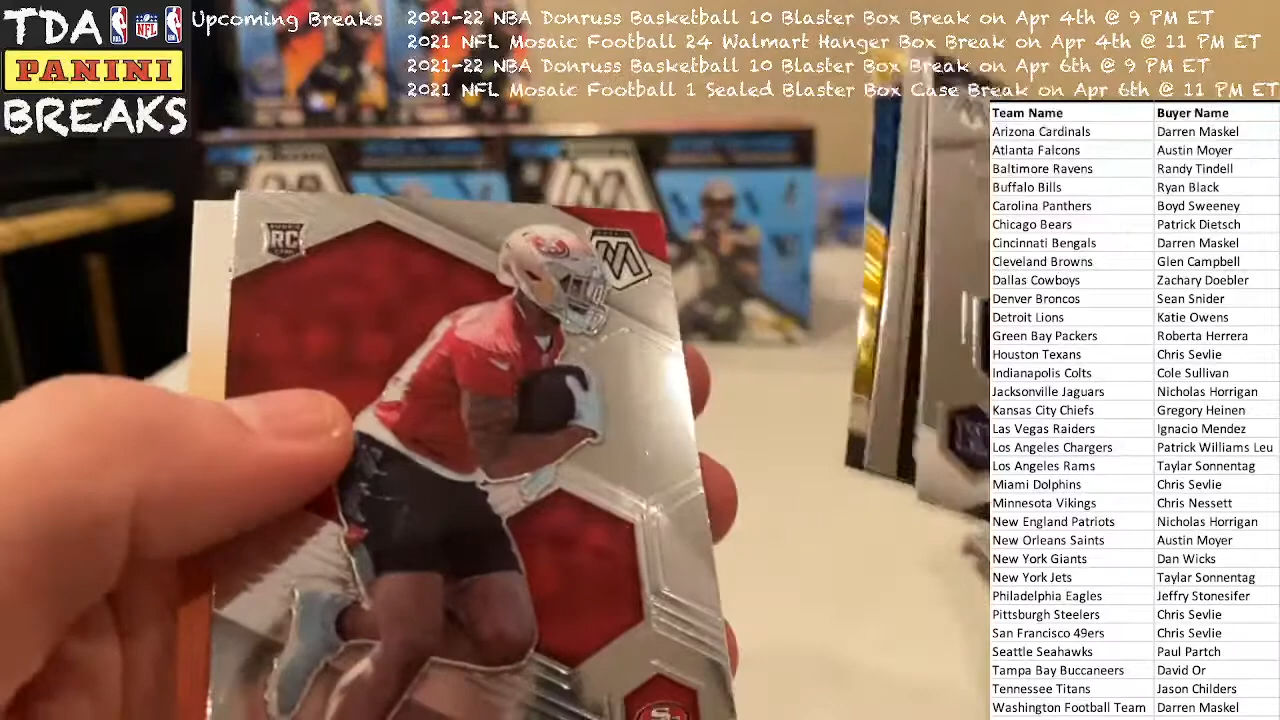 TDA
PANINI
BREAKS
Upcoming Breaks
2021-22 NBA Donruss Basketball 10 Blaster Box Break on Apr 4th @ 9 PM ET
2021 NFL Mosaic Football 24 Walmart Hanger Box Break on Apr 4th @ 11 PM ET
2021-22 NBA Donruss Basketball 10 Blaster Box Break on Apr 6th @ 9 PM ET
2021 NFL Mosaic Football 1 Sealed Blaster Box Case Break on Apr 6th @ 11 PM ET
Team Name Buyer Name
Arizona Cardinals Darren Maskel
Atlanta Falcons Austin Moyer
Baltimore Ravens Randy Tindell
Buffalo Bills Ryan Black
Carolina Panthers Boyd Sweeney
Chicago Bears Patrick Dietsch
Cincinnati Bengals Darren Maskel
Cleveland Browns Glen Campbell
Dallas Cowboys Zachary Doebler
Denver Broncos Sean Snider
Detroit Lions Katie Owens
Green Bay Packers Roberta Herrera
Houston Texans Chris Sevlie
Indianapolis Colts Cole Sullivan
Jacksonville Jaguars Nicholas Horrigan
Kansas City Chiefs Gregory Heinen
Las Vegas Raiders Ignacio Mendez
Los Angeles Chargers Patrick Williams Leu
Los Angeles Rams Taylar Sonnentag
Miami Dolphins Chris Sevlie
Minnesota Vikings Chris Nessett
New England Patriots Nicholas Horrigan
New Orleans Saints Austin Moyer
New York Giants Dan Wicks
New York Jets Taylar Sonnentag
Philadelphia Eagles Jeffry Stonesifer
Pittsburgh Steelers Chris Sevlie
San Francisco 49ers Chris Sevlie
Seattle Seahawks Paul Partch
Tampa Bay Buccaneers David Or
Tennessee Titans Jason Childers
Washington Football Team Darren Maskel
RC
M
SF